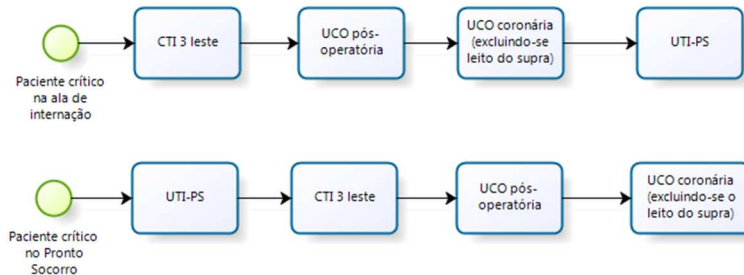 CTI 3 leste
UCO pós-
operatória
UCO coronária
(excluindo-se
leito do supra)
UTI-PS
Paciente crítico
na ala de
internação
UTI-PS
CTI 3 leste
UCO pós-
operatória
UCO coronária
(excluindo-se o
leito do supra)
Paciente crítico
no Pronto
Socorro